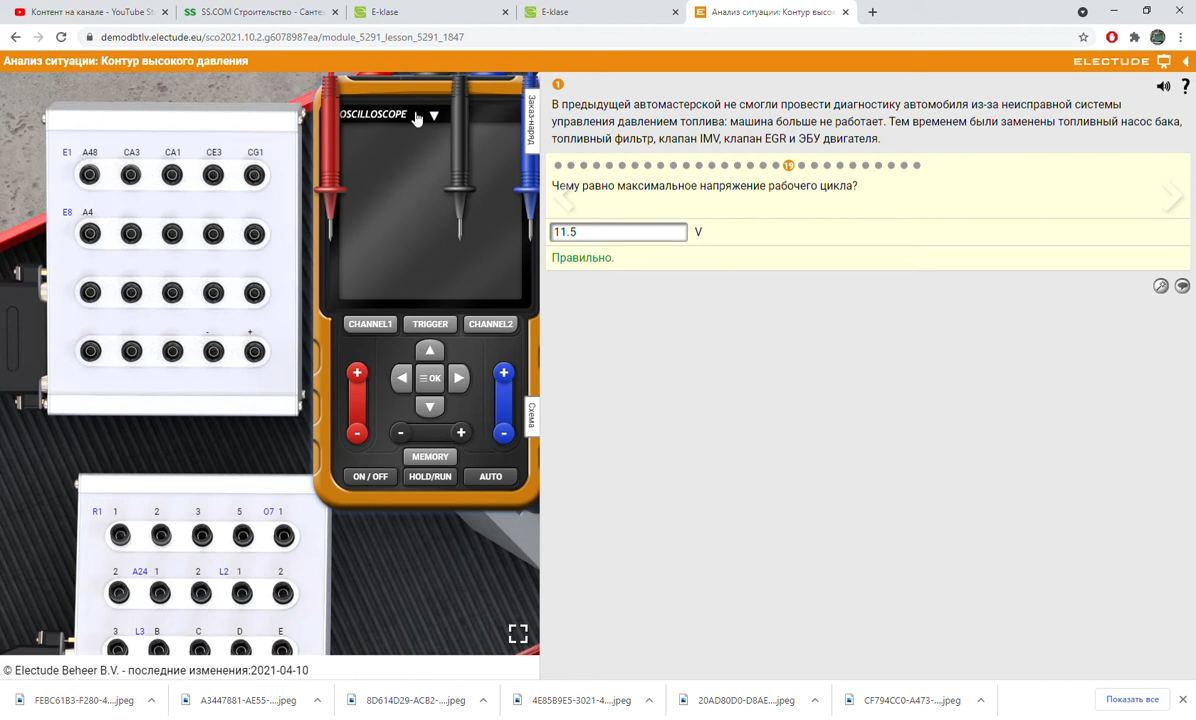 Контент на канале - YouTube St
SS.COM Строительство - Сантех
E-klase
E-klase
Анализ ситуации: Контур высок
demodbtlv.electude.eu/sco2021.10.2.g6078987ea/module_5291_lesson_5291_1847
Анализ ситуации: Контур высокого давления
ELECTUDE
1
В предыдущей автомастерской не смогли провести диагностику автомобиля из-за неисправной системы
управления давлением топлива: машина больше не работает. Тем временем были заменены топливный насос бака,
топливный фильтр, клапан IMV, клапан EGR и ЭБУ двигателя.
19
Чему равно максимальное напряжение рабочего цикла?
11.5 V
Правильно.
OSCILLOSCOPE
Заказ-наряд
Схема
E1 A48 CA3 CA1 CE3 CG1
E8 A4
- +
CHANNEL1 TRIGGER CHANNEL2
+ +
OK
- - + -
MEMORY
ON / OFF HOLD/RUN AUTO
R1 1 2 3 5 O7 1
2 A24 1 2 L2 1 2
3 L3 B C D E
© Electude Beheer B.V. - последние изменения:2021-04-10
FEBC61B3-F280-4....jpeg
A3447881-AE55-....jpeg
8D614D29-ACB2-....jpeg
4E85B9E5-3021-4....jpeg
20AD80D0-D8AE....jpeg
CF794CC0-A473-....jpeg
Показать все